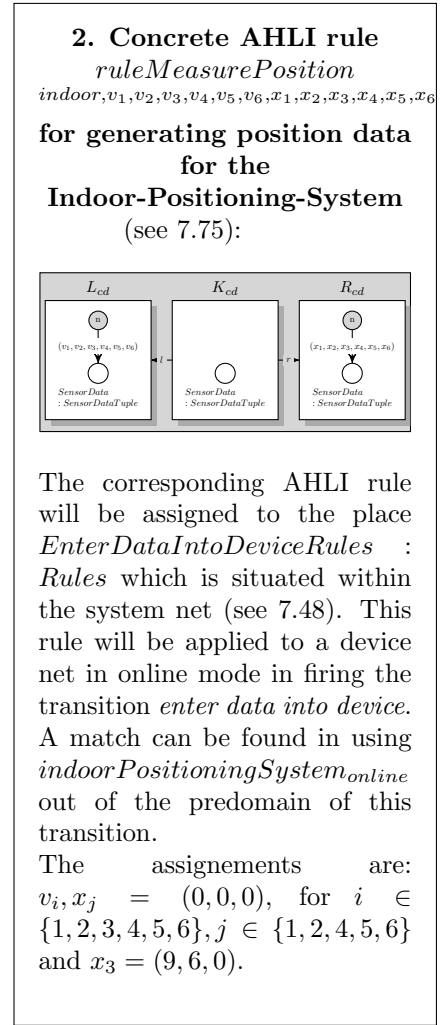 2. Concrete AHLI rule
ruleMeasurePosition
indoor,v₁,v₂,v₃,v₄,v₅,v₆,x₁,x₂,x₃,x₄,x₅,x₆
for generating position data
for the
Indoor-Positioning-System
(see 7.75):
L_cd K_cd R_cd
n n
(v₁, v₂, v₃, v₄, v₅, v₆) l r (x₁, x₂, x₃, x₄, x₅, x₆)
SensorData SensorData SensorData
: SensorDataTuple : SensorDataTuple : SensorDataTuple
The corresponding AHLI rule
will be assigned to the place
EnterDataIntoDeviceRules :
Rules which is situated within
the system net (see 7.48). This
rule will be applied to a device
net in online mode in firing the
transition enter data into device.
A match can be found in using
indoorPositioningSystem_online
out of the predomain of this
transition.
The assignements are:
v_i, x_j = (0, 0, 0), for i ∈
{1, 2, 3, 4, 5, 6}, j ∈ {1, 2, 4, 5, 6}
and x₃ = (9, 6, 0).